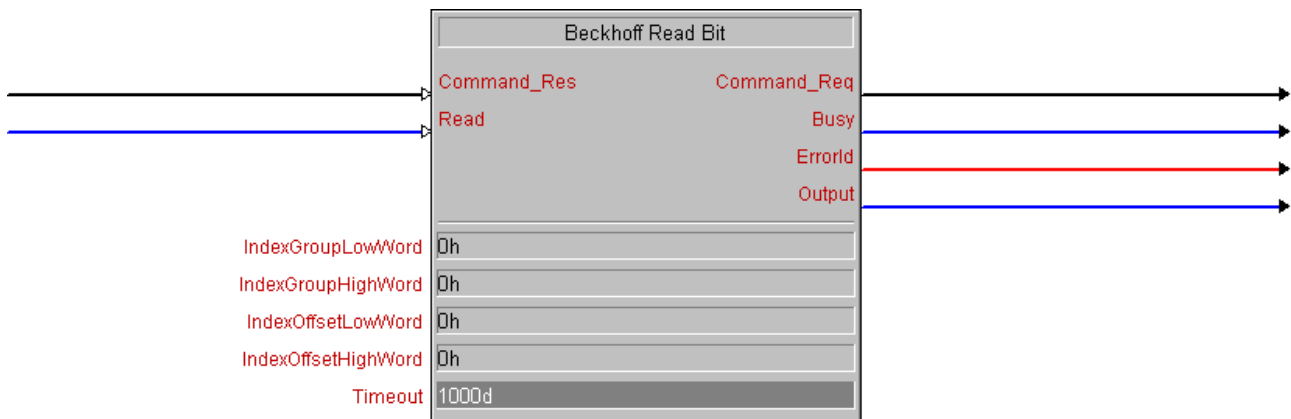 Beckhoff Read Bit
Command_Res Command_Req
Read Busy
ErrorId
Output
IndexGroupLowWord 0h
IndexGroupHighWord 0h
IndexOffsetLowWord 0h
IndexOffsetHighWord 0h
Timeout 1000d